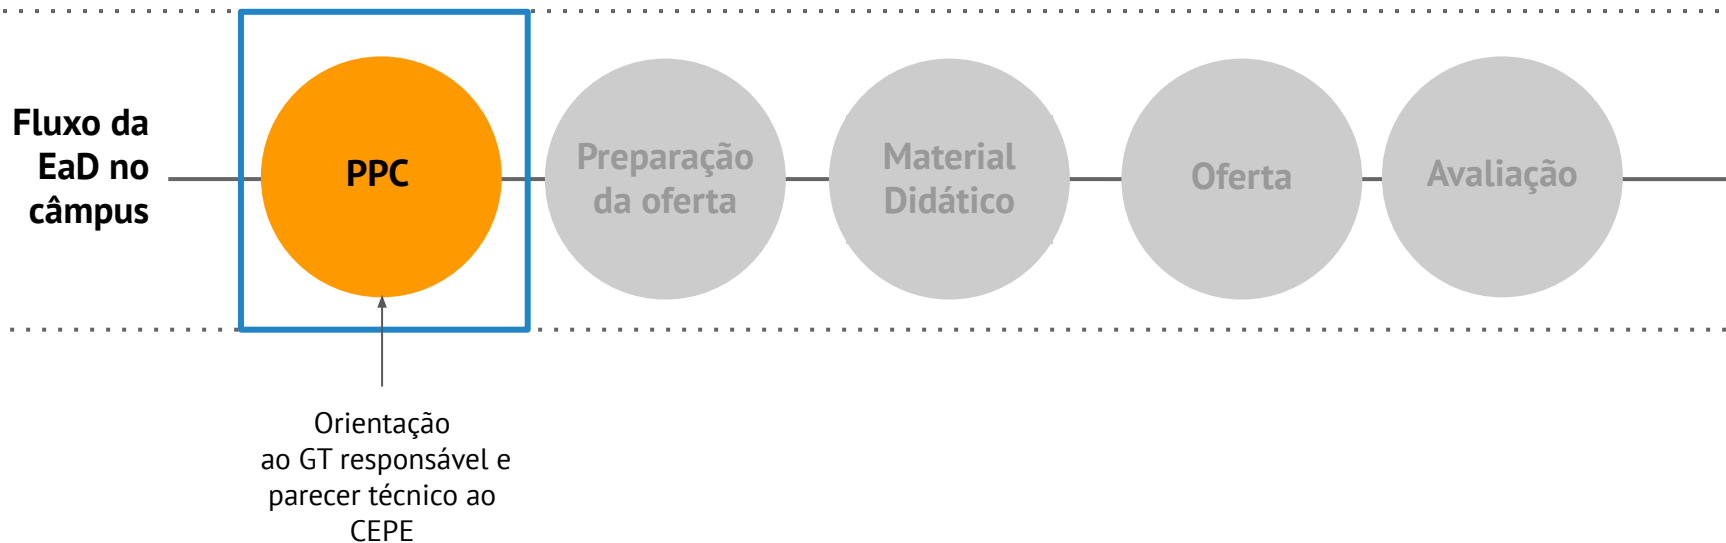 Fluxo da
EaD no
câmpus
PPC
Preparação
da oferta
Material
Didático
Oferta
Avaliação
Orientação
ao GT responsável e
parecer técnico ao
CEPE